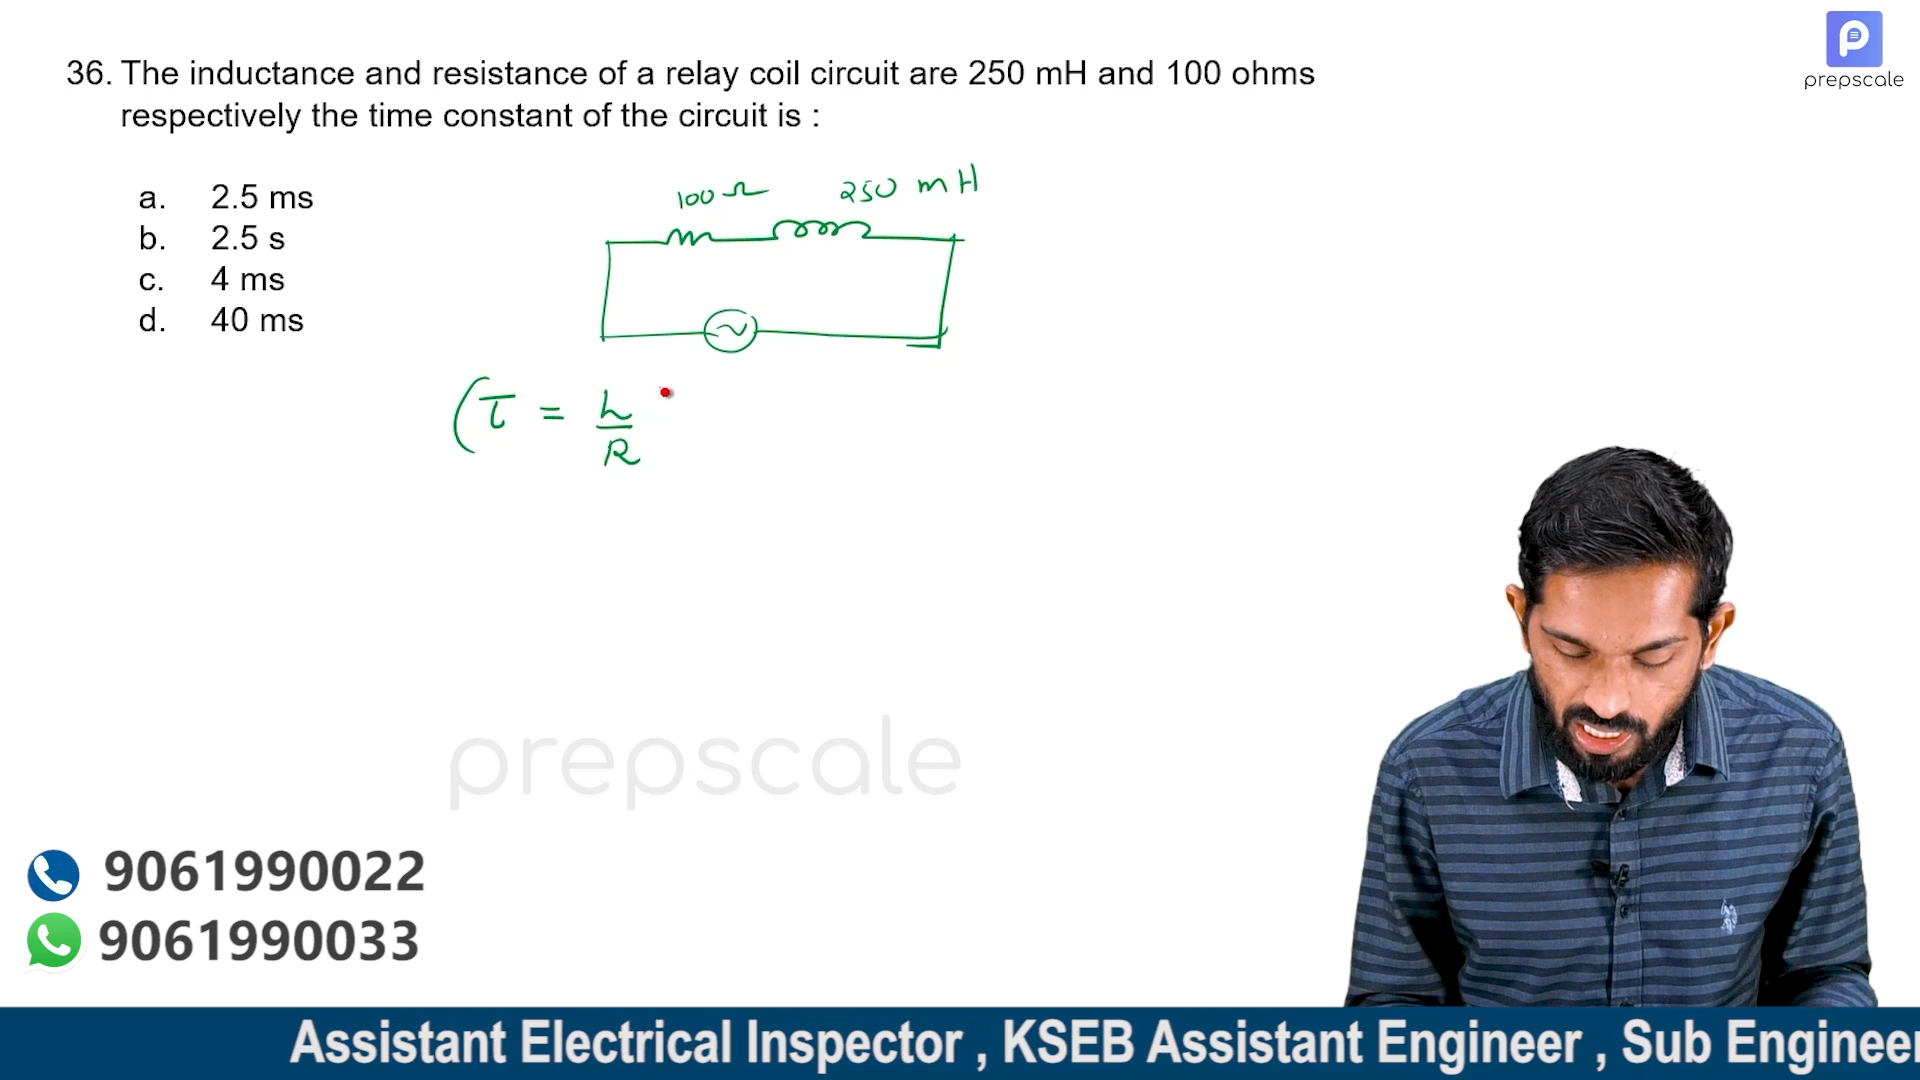 prepscale
36. The inductance and resistance of a relay coil circuit are 250 mH and 100 ohms
respectively the time constant of the circuit is :
a. 2.5 ms
b. 2.5 s
c. 4 ms
d. 40 ms
100 Ω 250 mH
(τ = L/R
prepscale
9061990022
9061990033
Assistant Electrical Inspector , KSEB Assistant Engineer , Sub Engineer